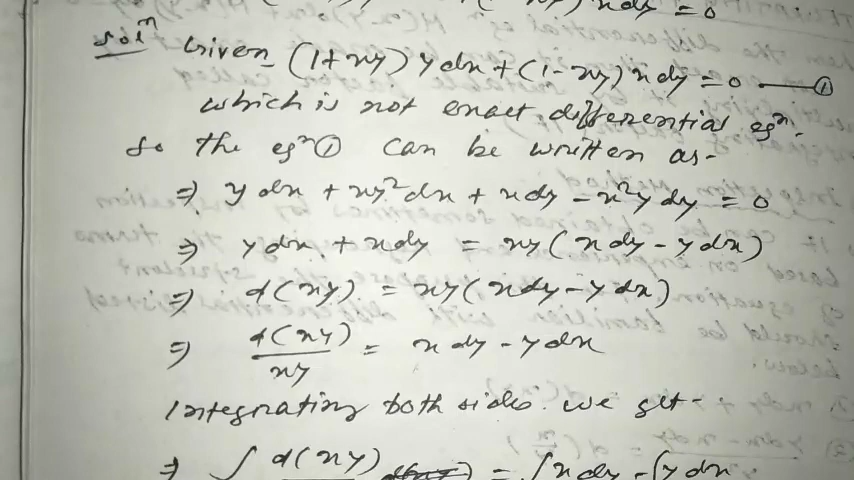 ) x dy = 0
Solⁿ Given (1+xy) y dx + (1-xy) x dy = 0 —— ①
which is not exact differential eqⁿ.
So the eqⁿ ① can be written as-
⇒ y dx + xy² dx + x dy - x²y dy = 0
⇒ y dx + x dy = xy (x dy - y dx)
⇒ d(xy) = xy (x dy - y dx)
⇒ d(xy)/xy = x dy - y dx
Integrating both sides we get-
⇒ ∫ d(xy) = ∫x dy - ∫y dx